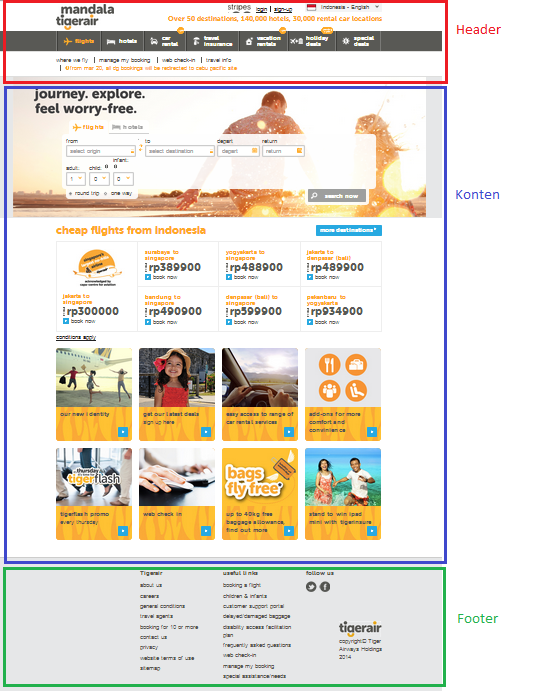 mandala
tigerair
stripes
login | sign-up
Indonesia - English
Over 50 destinations, 140,000 hotels, 30,000 rental car locations
flights
hotels
car rental
travel insurance
vacation rentals
holiday deals
special deals
where we fly | manage my booking | web check-in | travel info
from mar 20, all cg bookings will be redirected to cebu pacific site
Header
journey. explore.
feel worry-free.
flights hotels
from to depart return
select origin select destination depart return
adult: child: infant:
1 0 0
round trip one way
search now
Konten
cheap flights from indonesia
more destinations
surabaya to singapore
rp389900
book now
yogyakarta to singapore
rp488900
book now
jakarta to denpasar (bali)
rp489900
book now
jakarta to singapore
rp300000
book now
bandung to singapore
rp490900
book now
denpasar (bali) to singapore
rp599900
book now
pekanbaru to yogyakarta
rp934900
book now
conditions apply
our new identity
get our latest deals
sign up here
easy access to range of
car rental services
add-ons for more
comfort and
convinience
thursday
tigerflash
tigerflash promo
every thursday
web check in
bags
fly free*
up to 40kg free
baggage allowance,
find out more
stand to win ipad
mini with tigerinsure
Tigerair
about us
careers
general conditions
travel agents
booking for 10 or more
contact us
privacy
website terms of use
sitemap
useful links
booking a flight
children & infants
customer support portal
delayed/damaged baggage
disability access facilitation
plan
frequently asked questions
web check-in
manage my booking
special assistance/needs
follow us
tigerair
copyright© Tiger
Airways Holdings
2014
Footer